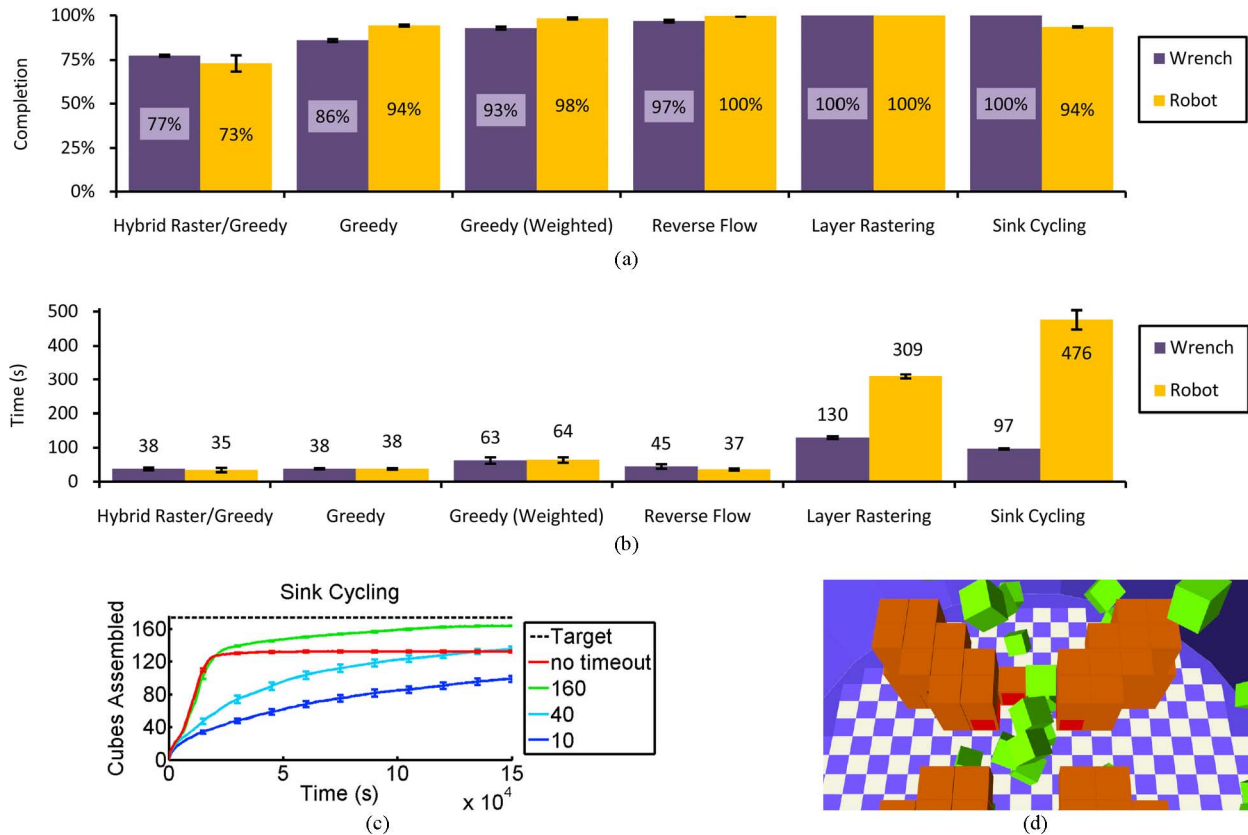 100%
75%
50%
25%
0%
Completion
77%
73%
86%
94%
93%
98%
97%
100%
100%
100%
100%
94%
Wrench
Robot
Hybrid Raster/Greedy
Greedy
Greedy (Weighted)
Reverse Flow
Layer Rastering
Sink Cycling
(a)
500
400
300
200
100
0
Time (s)
38
35
38
38
63
64
45
37
130
309
97
476
Wrench
Robot
Hybrid Raster/Greedy
Greedy
Greedy (Weighted)
Reverse Flow
Layer Rastering
Sink Cycling
(b)
Sink Cycling
160
120
80
40
0
Cubes Assembled
0
5
10
15
Time (s)
x 10⁴
Target
no timeout
160
40
10
(c)
(d)